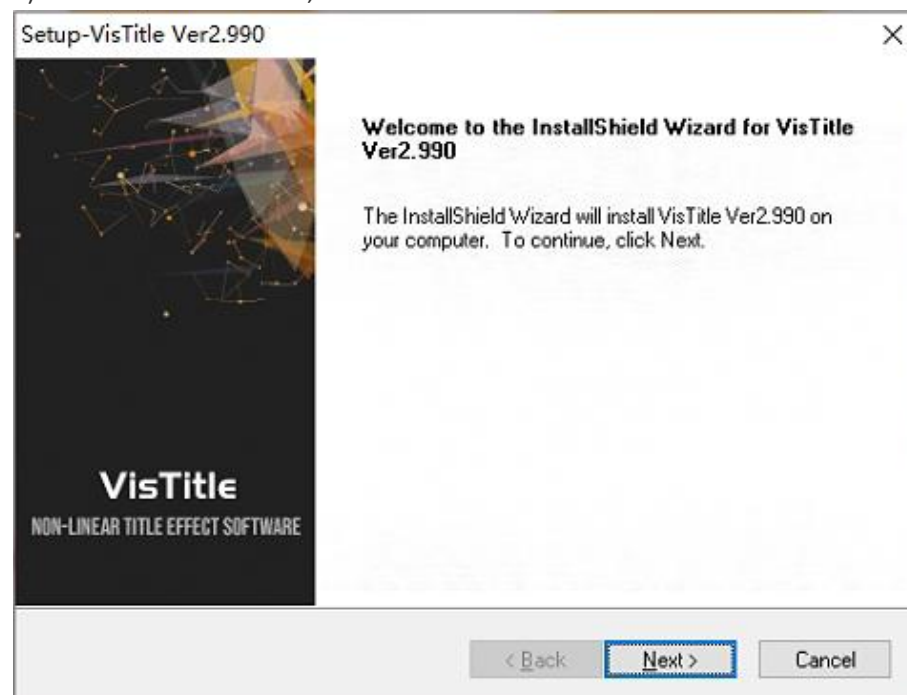 Setup-VisTitle Ver2.990
Welcome to the InstallShield Wizard for VisTitle
Ver2.990
The InstallShield Wizard will install VisTitle Ver2.990 on
your computer.  To continue, click Next.
VisTitle
NON-LINEAR TITLE EFFECT SOFTWARE
< Back
Next >
Cancel